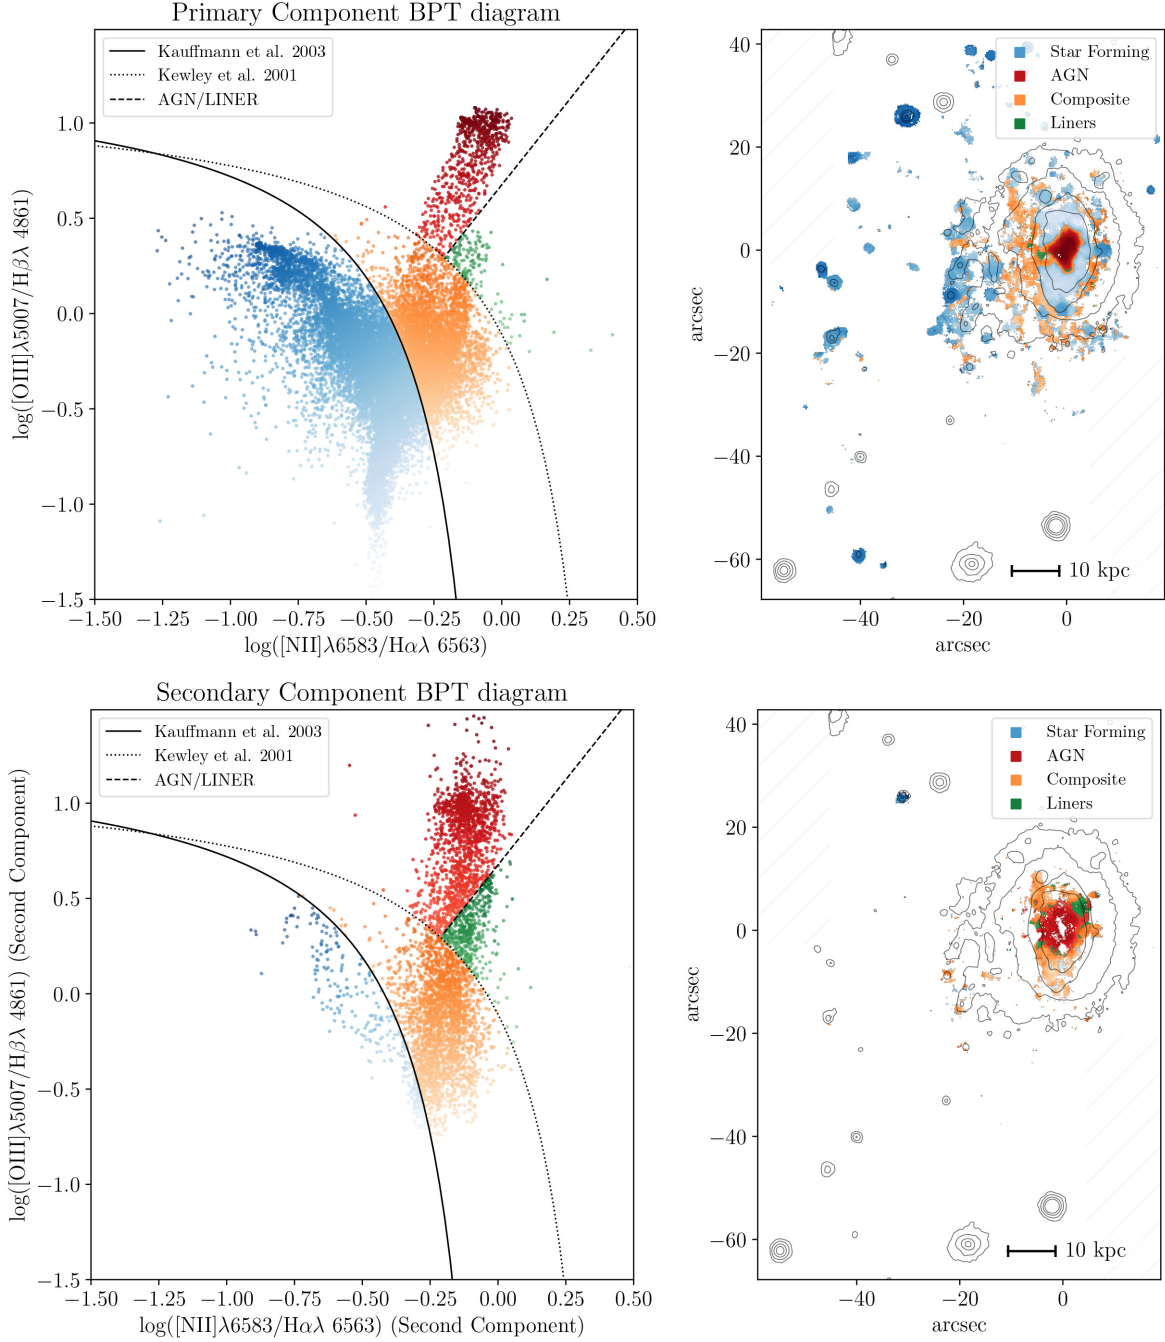 Primary Component BPT diagram
Kauffmann et al. 2003
Kewley et al. 2001
AGN/LINER
1.0
0.5
0.0
−0.5
−1.0
−1.5
−1.50 −1.25 −1.00 −0.75 −0.50 −0.25 0.00 0.25 0.50
log([NII]λ6583/Hαλ 6563)
log([OIII]λ5007/Hβλ 4861)
Star Forming
AGN
Composite
Liners
40
20
0
−20
−40
−60
10 kpc
−40 −20 0
arcsec
arcsec
Secondary Component BPT diagram
Kauffmann et al. 2003
Kewley et al. 2001
AGN/LINER
1.0
0.5
0.0
−0.5
−1.0
−1.5
−1.50 −1.25 −1.00 −0.75 −0.50 −0.25 0.00 0.25 0.50
log([NII]λ6583/Hαλ 6563) (Second Component)
log([OIII]λ5007/Hβλ 4861) (Second Component)
Star Forming
AGN
Composite
Liners
40
20
0
−20
−40
−60
10 kpc
−40 −20 0
arcsec
arcsec